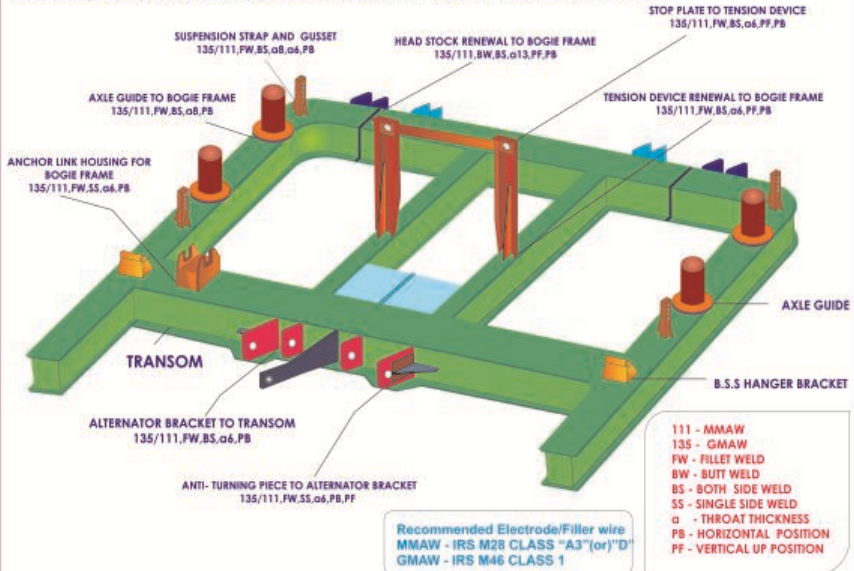 STOP PLATE TO TENSION DEVICE
135/111,FW,BS,a6,PF,PB
SUSPENSION STRAP AND GUSSET
135/111,FW,BS,a8,a6,PB
HEAD STOCK RENEWAL TO BOGIE FRAME
135/111,BW,BS,a13,PF,PB
AXLE GUIDE TO BOGIE FRAME
135/111,FW,BS,a8,PB
TENSION DEVICE RENEWAL TO BOGIE FRAME
135/111,FW,BS,a6,PF,PB
ANCHOR LINK HOUSING FOR
BOGIE FRAME
135/111,FW,SS,a6,PB
AXLE GUIDE
TRANSOM
B.S.S HANGER BRACKET
ALTERNATOR BRACKET TO TRANSOM
135/111,FW,BS,a6,PB
ANTI- TURNING PIECE TO ALTERNATOR BRACKET
135/111,FW,SS,a6,PB,PF
111 - MMAW
135 - GMAW
FW - FILLET WELD
BW - BUTT WELD
BS - BOTH SIDE WELD
SS - SINGLE SIDE WELD
a - THROAT THICKNESS
PB - HORIZONTAL POSITION
PF - VERTICAL UP POSITION
Recommended Electrode/Filler wire
MMAW - IRS M28 CLASS "A3"(or)"D"
GMAW - IRS M46 CLASS 1